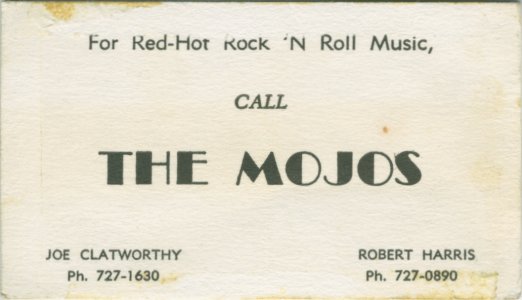 For Red-Hot Rock 'N Roll Music,
CALL
THE MOJOS
JOE CLATWORTHY
Ph. 727-1630
ROBERT HARRIS
Ph. 727-0890